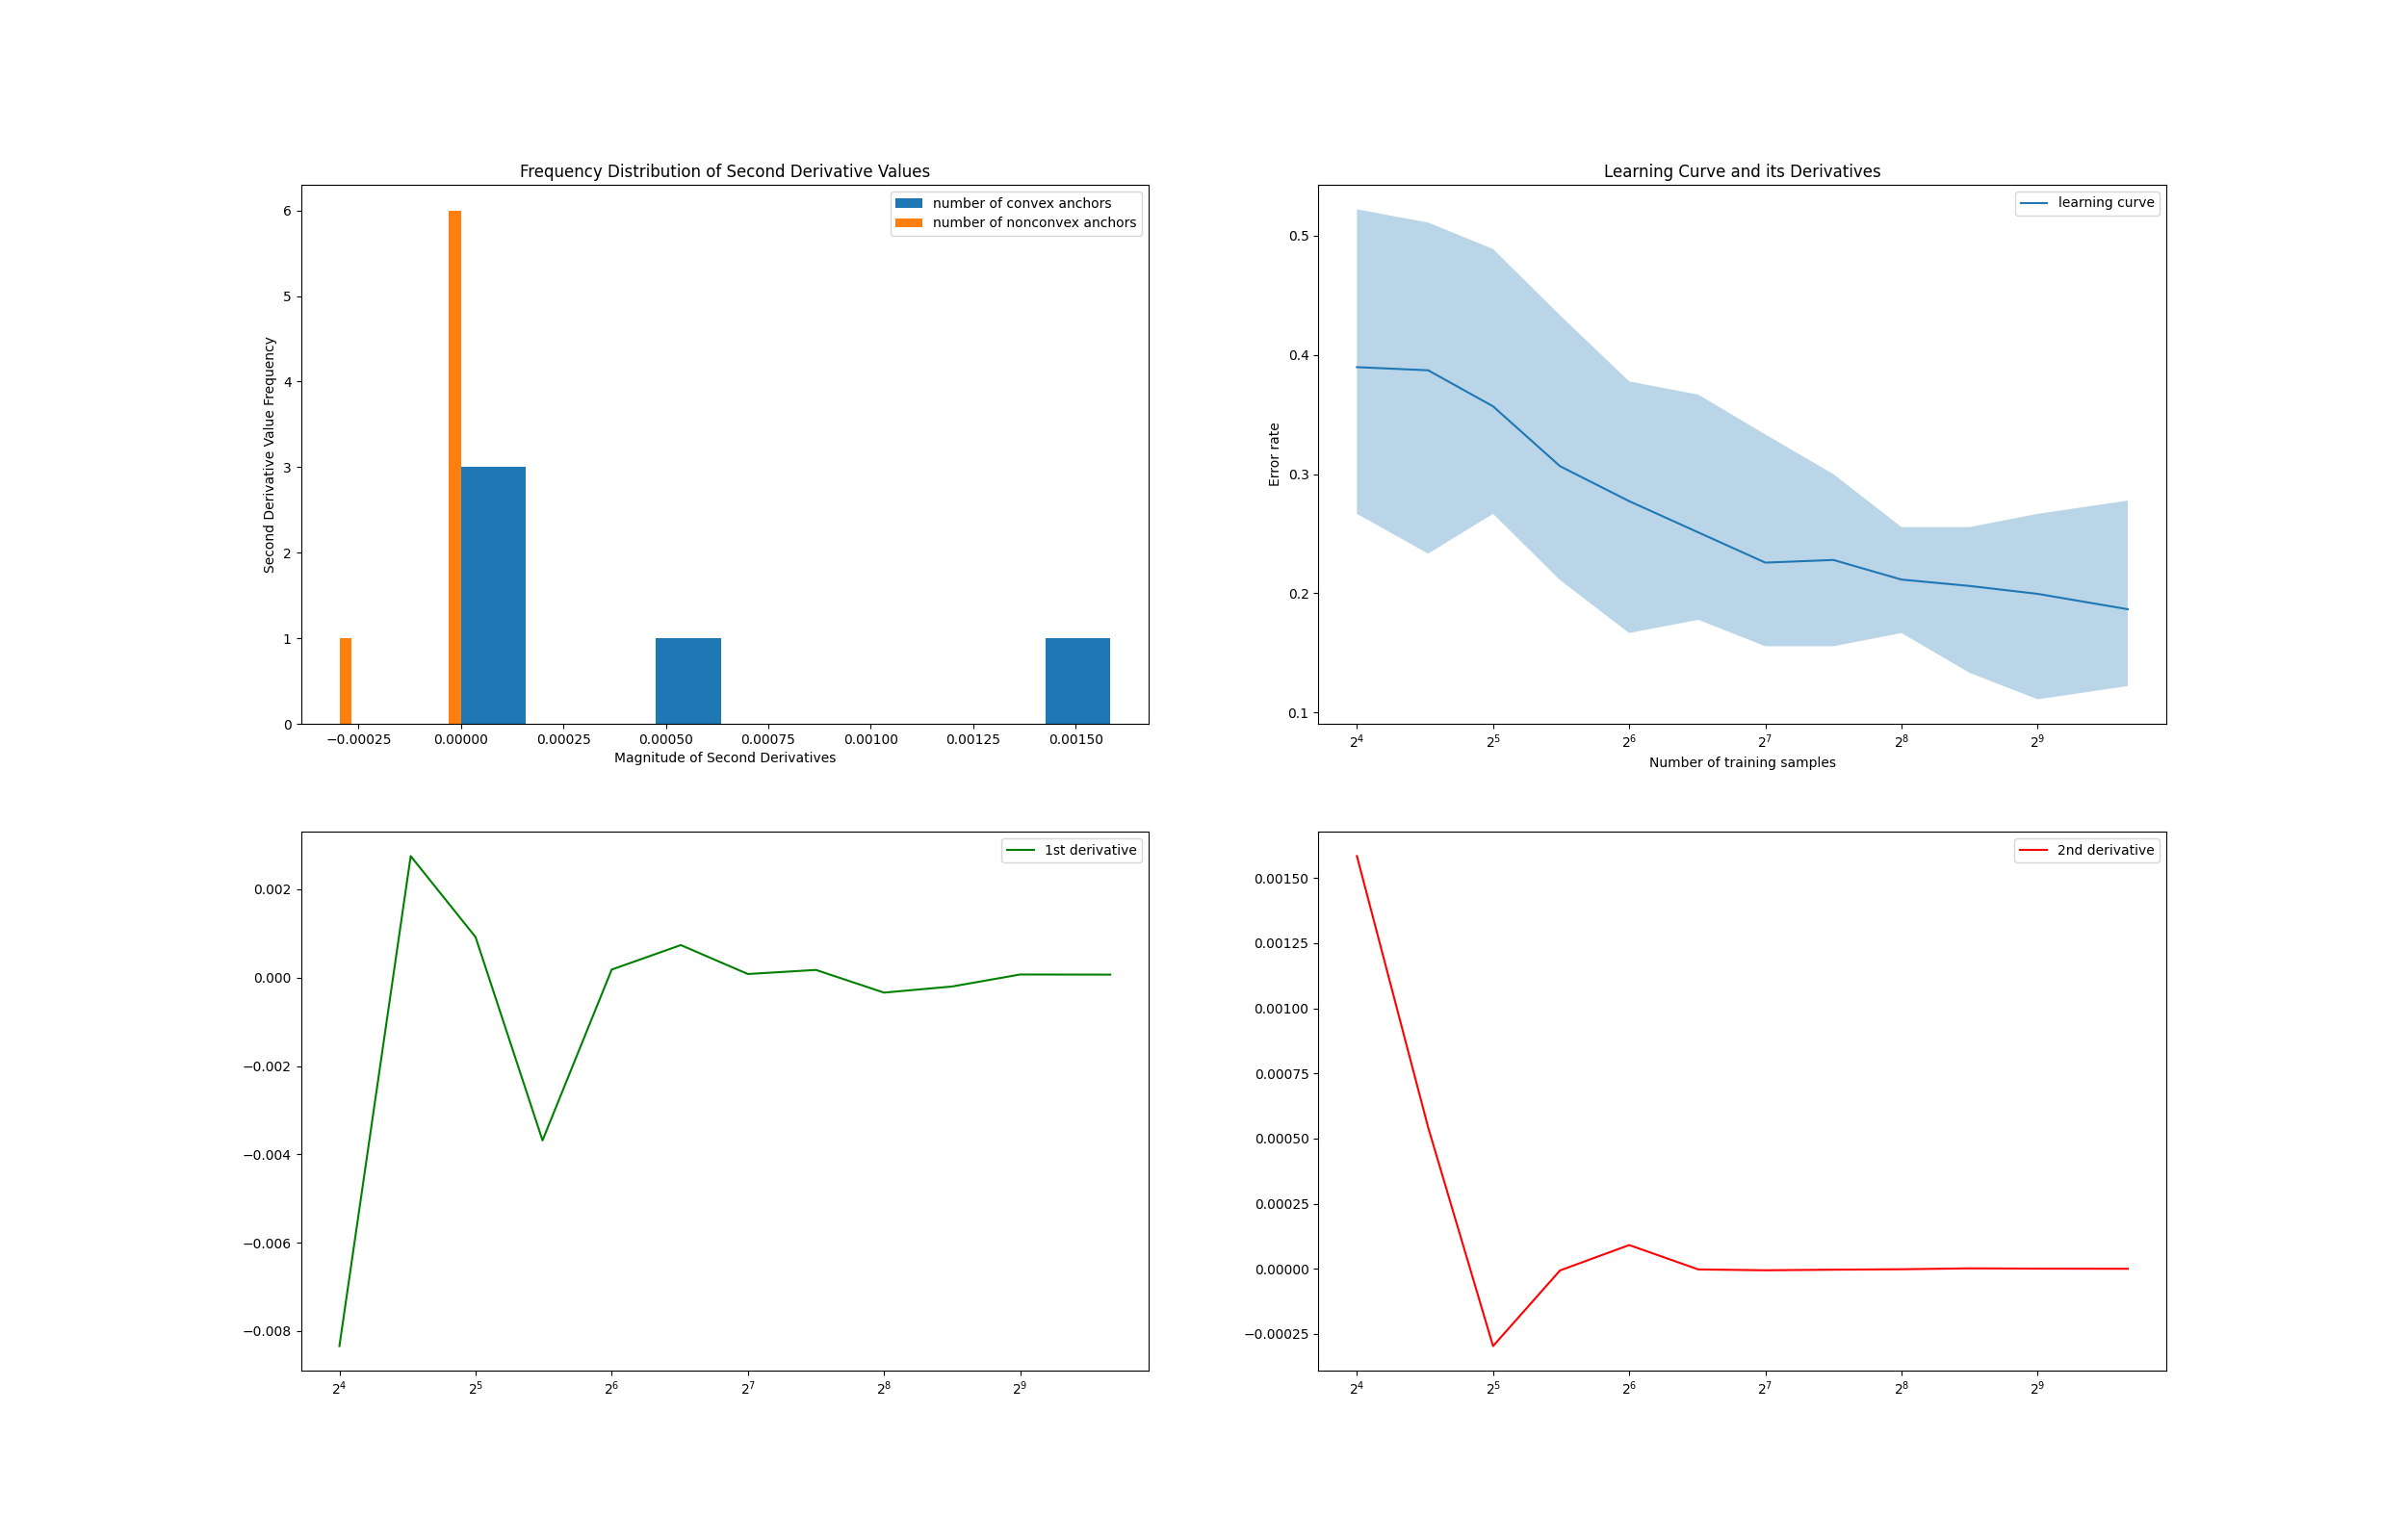 Frequency Distribution of Second Derivative Values
number of convex anchors
number of nonconvex anchors
6
5
4
3
2
1
0
Second Derivative Value Frequency
−0.00025 0.00000 0.00025 0.00050 0.00075 0.00100 0.00125 0.00150
Magnitude of Second Derivatives
Learning Curve and its Derivatives
learning curve
0.5
0.4
0.3
0.2
0.1
Error rate
2⁴ 2⁵ 2⁶ 2⁷ 2⁸ 2⁹
Number of training samples
1st derivative
0.002
0.000
−0.002
−0.004
−0.006
−0.008
2⁴ 2⁵ 2⁶ 2⁷ 2⁸ 2⁹
2nd derivative
0.00150
0.00125
0.00100
0.00075
0.00050
0.00025
0.00000
−0.00025
2⁴ 2⁵ 2⁶ 2⁷ 2⁸ 2⁹